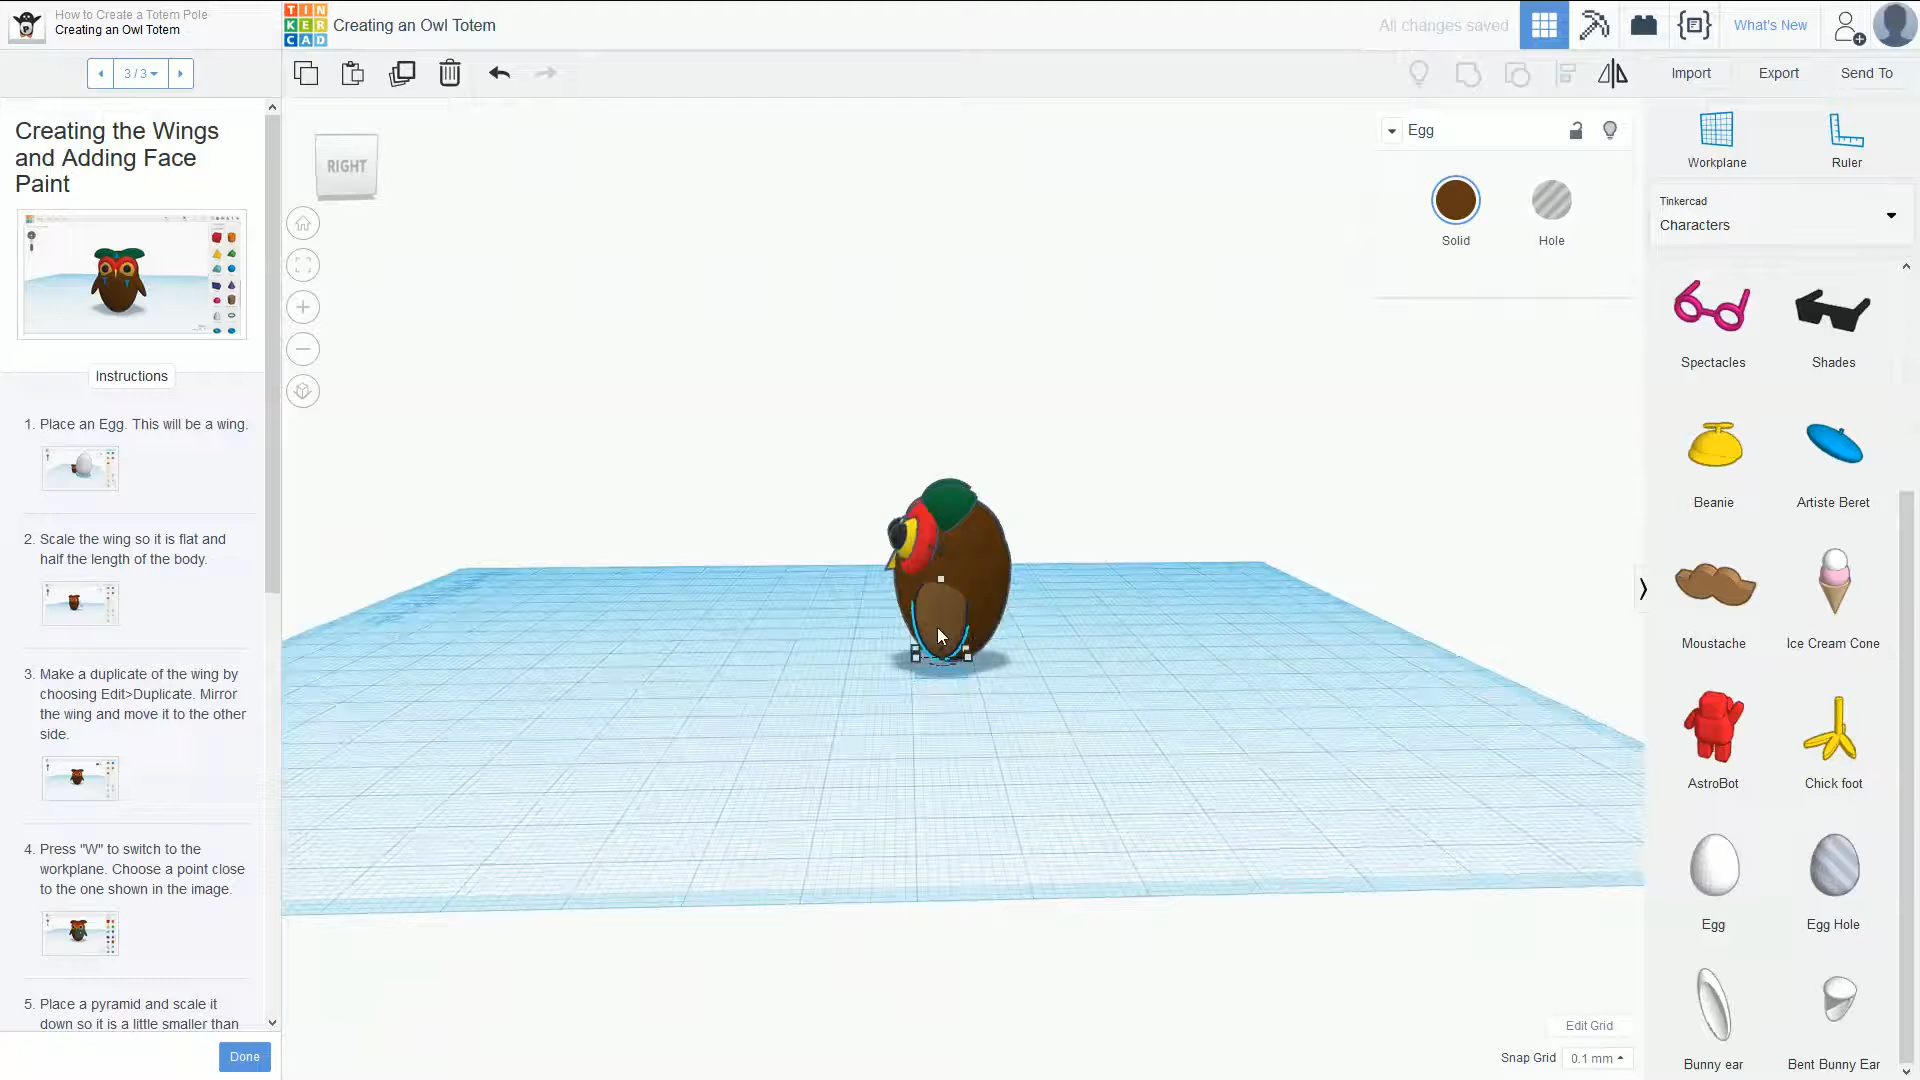 How to Create a Totem Pole
Creating an Owl Totem
TIN
KER
CAD
Creating an Owl Totem
All changes saved
What's New
3 / 3
Import
Export
Send To
Creating the Wings
and Adding Face
Paint
Instructions
1. Place an Egg. This will be a wing.
2. Scale the wing so it is flat and
half the length of the body.
3. Make a duplicate of the wing by
choosing Edit>Duplicate. Mirror
the wing and move it to the other
side.
4. Press "W" to switch to the
workplane. Choose a point close
to the one shown in the image.
5. Place a pyramid and scale it
down so it is a little smaller than
Done
RIGHT
Egg
Solid
Hole
Edit Grid
Snap Grid
0.1 mm
Workplane
Ruler
Tinkercad
Characters
Spectacles
Shades
Beanie
Artiste Beret
Moustache
Ice Cream Cone
AstroBot
Chick foot
Egg
Egg Hole
Bunny ear
Bent Bunny Ear